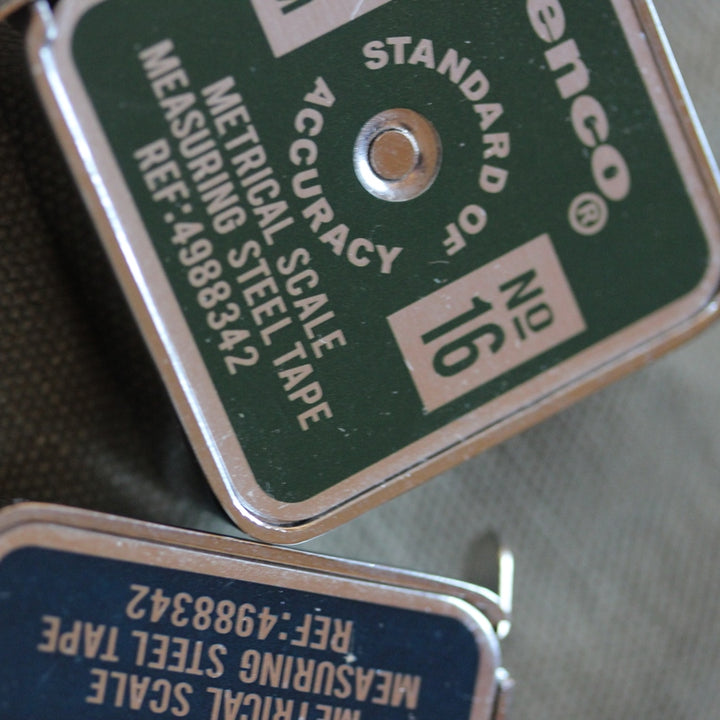 enco®
STANDARD OF
ACCURACY
No
16
METRICAL SCALE
MEASURING STEEL TAPE
REF:4988342
METRICAL SCALE
MEASURING STEEL TAPE
REF:4988342